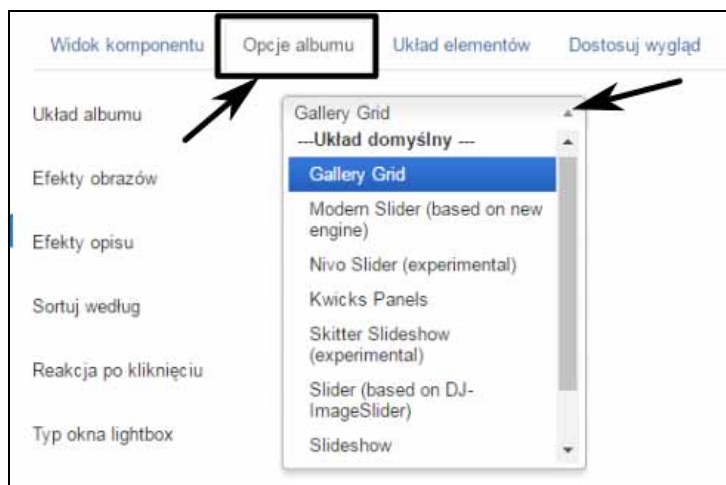 Widok komponentu Opcje albumu Układ elementów Dostosuj wygląd
Układ albumu Gallery Grid
---Układ domyślny ---
Efekty obrazów Gallery Grid
Modern Slider (based on new
engine)
Efekty opisu
Nivo Slider (experimental)
Sortuj według Kwicks Panels
Skitter Slideshow
(experimental)
Reakcja po kliknięciu
Slider (based on DJ-
ImageSlider)
Typ okna lightbox
Slideshow